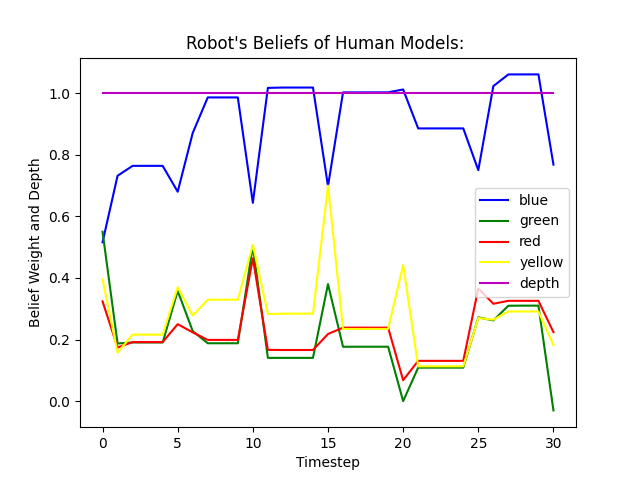 Robot's Beliefs of Human Models:
Belief Weight and Depth
1.0
0.8
0.6
0.4
0.2
0.0
blue
green
red
yellow
depth
0 5 10 15 20 25 30
Timestep